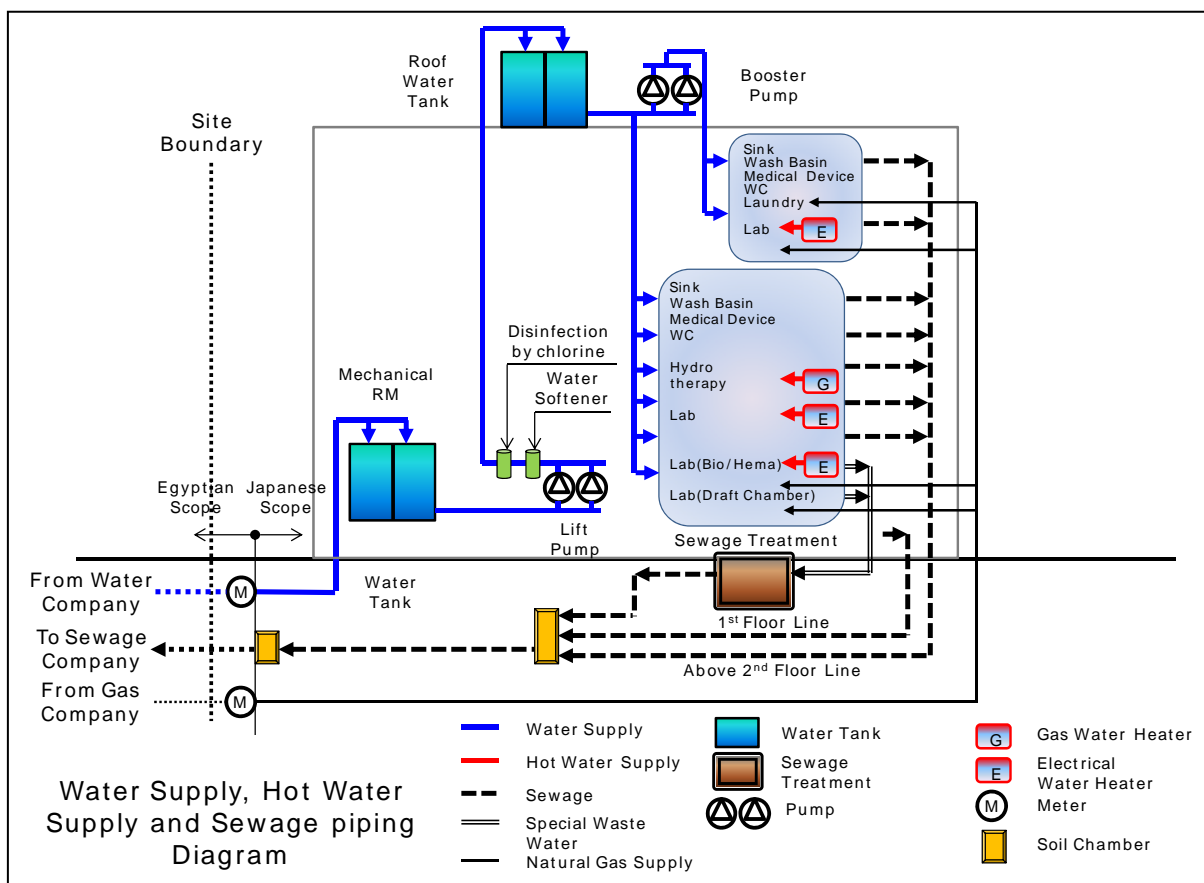 Roof
Water
Tank
Booster
Pump
Site
Boundary
Sink
Wash Basin
Medical Device
WC
Laundry
Lab
E
Sink
Wash Basin
Medical Device
WC
Hydro
therapy
G
Lab
E
Lab(Bio/Hema)
E
Lab(Draft Chamber)
Disinfection
by chlorine
Water
Softener
Mechanical
RM
Egyptian
Scope
Japanese
Scope
Lift
Pump
Sewage Treatment
From Water
Company
M
Water
Tank
1st Floor Line
To Sewage
Company
Above 2nd Floor Line
From Gas
Company
M
Water Supply, Hot Water
Supply and Sewage piping
Diagram
Water Supply
Hot Water Supply
Sewage
Special Waste
Water
Natural Gas Supply
Water Tank
Sewage
Treatment
Pump
G
Gas Water Heater
E
Electrical
Water Heater
M
Meter
Soil Chamber